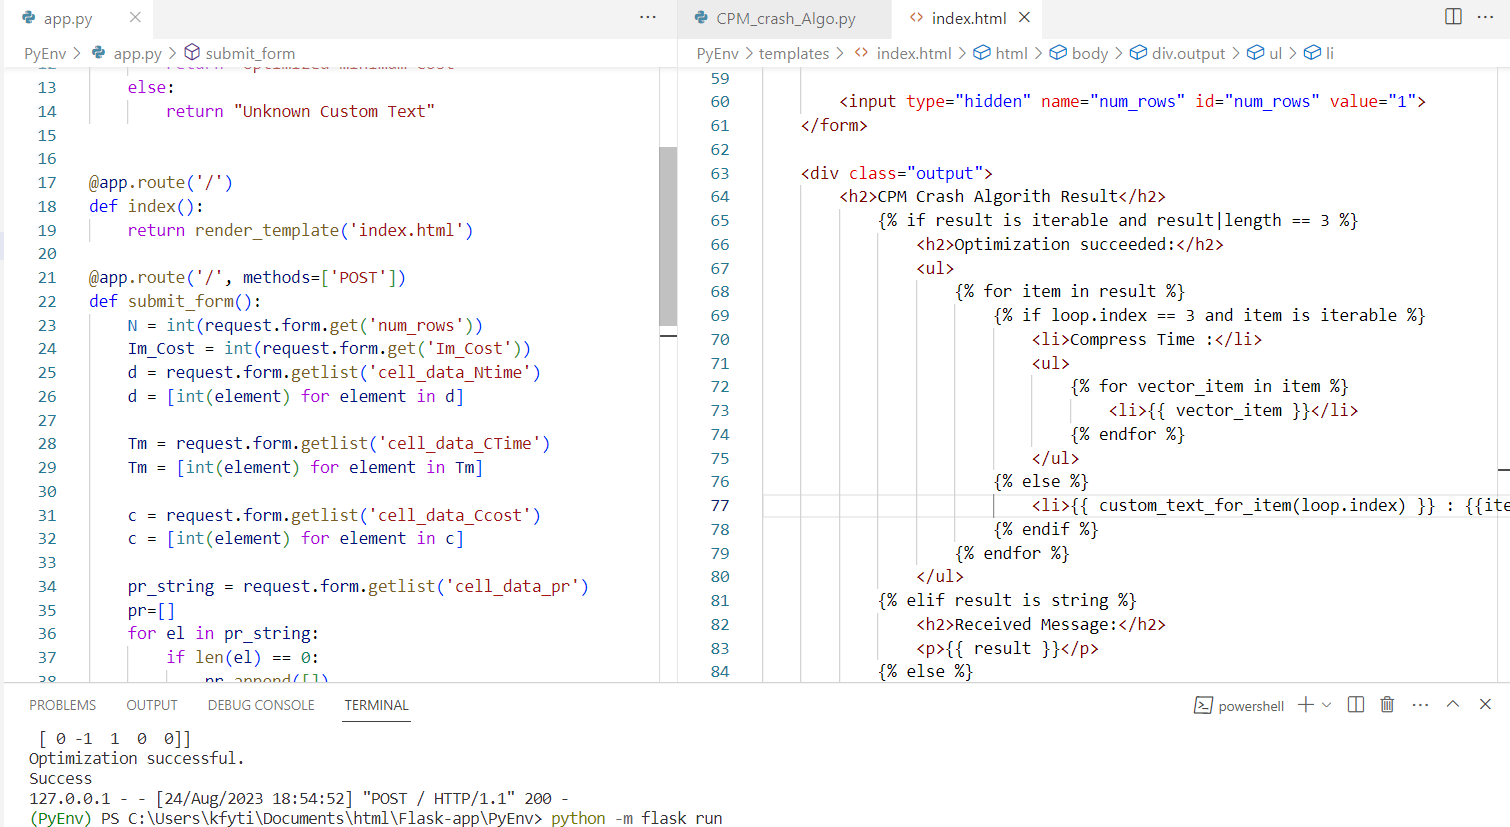 app.py
PyEnv > app.py > submit_form
12 return "Optimized minimum Cost"
13 else:
14 return "Unknown Custom Text"
15
16
17 @app.route('/')
18 def index():
19 return render_template('index.html')
20
21 @app.route('/', methods=['POST'])
22 def submit_form():
23 N = int(request.form.get('num_rows'))
24 Im_Cost = int(request.form.get('Im_Cost'))
25 d = request.form.getlist('cell_data_Ntime')
26 d = [int(element) for element in d]
27
28 Tm = request.form.getlist('cell_data_CTime')
29 Tm = [int(element) for element in Tm]
30
31 c = request.form.getlist('cell_data_Ccost')
32 c = [int(element) for element in c]
33
34 pr_string = request.form.getlist('cell_data_pr')
35 pr=[]
36 for el in pr_string:
37 if len(el) == 0:
38 pr.append([])
CPM_crash_Algo.py
index.html
PyEnv > templates > index.html > html > body > div.output > ul > li
59
60 <input type="hidden" name="num_rows" id="num_rows" value="1">
61 </form>
62
63 <div class="output">
64 <h2>CPM Crash Algorith Result</h2>
65 {% if result is iterable and result|length == 3 %}
66 <h2>Optimization succeeded:</h2>
67 <ul>
68 {% for item in result %}
69 {% if loop.index == 3 and item is iterable %}
70 <li>Compress Time :</li>
71 <ul>
72 {% for vector_item in item %}
73 <li>{{ vector_item }}</li>
74 {% endfor %}
75 </ul>
76 {% else %}
77 <li>{{ custom_text_for_item(loop.index) }} : {{ite
78 {% endif %}
79 {% endfor %}
80 </ul>
81 {% elif result is string %}
82 <h2>Received Message:</h2>
83 <p>{{ result }}</p>
84 {% else %}
PROBLEMS OUTPUT DEBUG CONSOLE TERMINAL
powershell
[ 0 -1 1 0 0]]
Optimization successful.
Success
127.0.0.1 - - [24/Aug/2023 18:54:52] "POST / HTTP/1.1" 200 -
(PyEnv) PS C:\Users\kfyti\Documents\html\Flask-app\PyEnv> python -m flask run